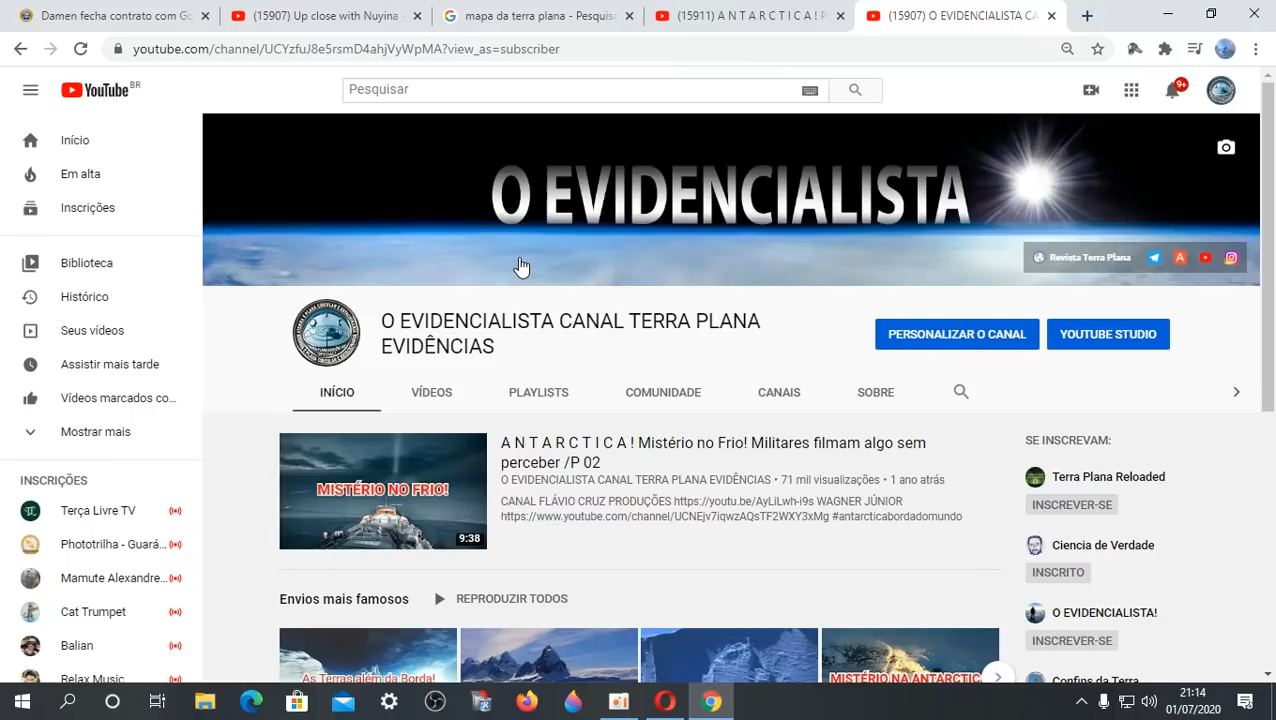 Damen fecha contrato com Go
(15907) Up close with Nuyina
mapa da terra plana - Pesquisa
(15911) A N T A R C T I C A ! P
(15907) O EVIDENCIALISTA CA
youtube.com/channel/UCYzfuJ8e5rsmD4ahjVyWpMA?view_as=subscriber
YouTube BR
Pesquisar
9+
Início
Em alta
Inscrições
Biblioteca
Histórico
Seus vídeos
Assistir mais tarde
Vídeos marcados co...
Mostrar mais
INSCRIÇÕES
Terça Livre TV
Phototrilha - Guará...
Mamute Alexandre...
Cat Trumpet
Balian
Relax Music
O EVIDENCIALISTA
Revista Terra Plana
O EVIDENCIALISTA CANAL TERRA PLANA
EVIDÊNCIAS
PERSONALIZAR O CANAL
YOUTUBE STUDIO
INÍCIO
VÍDEOS
PLAYLISTS
COMUNIDADE
CANAIS
SOBRE
MISTÉRIO NO FRIO!
9:38
A N T A R C T I C A ! Mistério no Frio! Militares filmam algo sem
perceber /P 02
O EVIDENCIALISTA CANAL TERRA PLANA EVIDÊNCIAS • 71 mil visualizações • 1 ano atrás
CANAL FLÁVIO CRUZ PRODUÇÕES https://youtu.be/AyLiLwh-i9s WAGNER JÚNIOR
https://www.youtube.com/channel/UCNEjv7iqwzAQsTF2WXY3xMg #antarcticabordadomundo
Envios mais famosos
REPRODUZIR TODOS
As Terras além da Borda!
MISTÉRIO NA ANTARCTIC
SE INSCREVAM:
Terra Plana Reloaded
INSCREVER-SE
Ciencia de Verdade
INSCRITO
O EVIDENCIALISTA!
INSCREVER-SE
Confins da Terra
21:14
01/07/2020